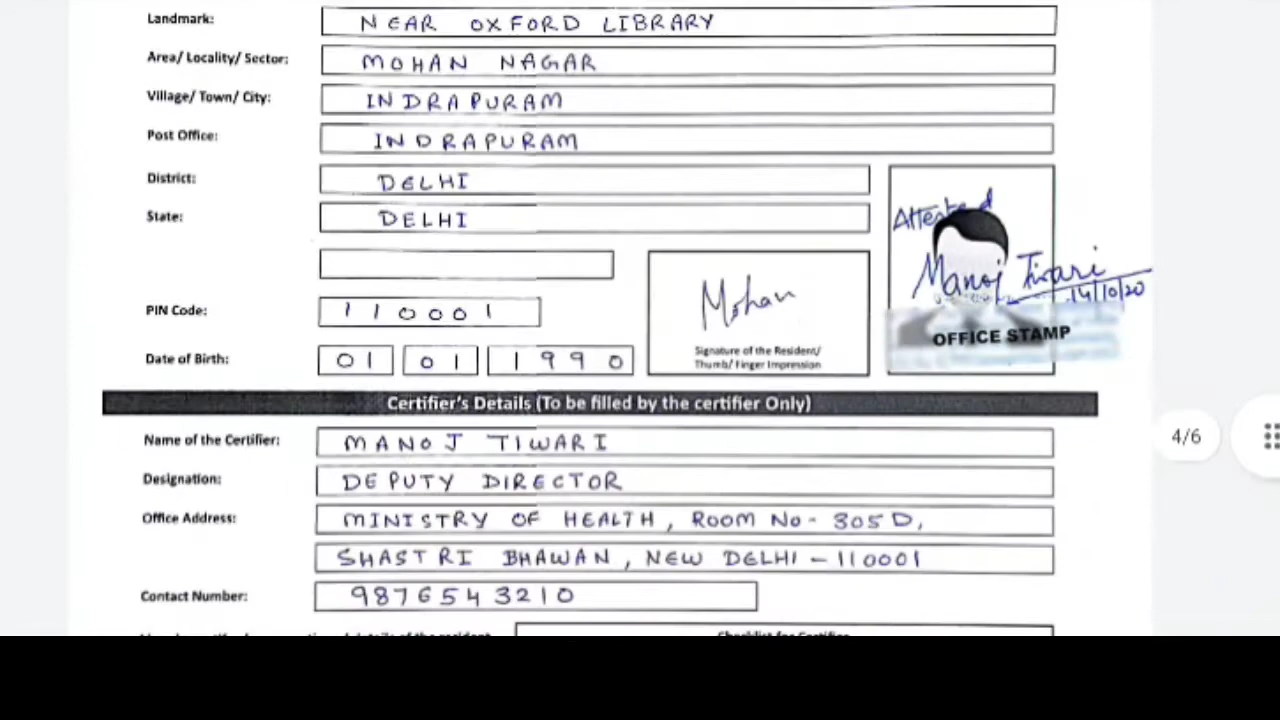 Landmark: NEAR OXFORD LIBRARY
Area/ Locality/ Sector: MOHAN NAGAR
Village/ Town/ City: INDRAPURAM
Post Office: INDRAPURAM
District: DELHI
State: DELHI
Attested
Manoj Tiwari
14/10/20
OFFICE STAMP
Mohan
Signature of the Resident/
Thumb/ Finger Impression
PIN Code: 110001
Date of Birth: 01 01 1990
Certifier's Details (To be filled by the certifier Only)
Name of the Certifier: MANOJ TIWARI
Designation: DEPUTY DIRECTOR
Office Address: MINISTRY OF HEALTH, ROOM NO- 305D,
SHASTRI BHAWAN, NEW DELHI - 110001
Contact Number: 9876543210
4/6